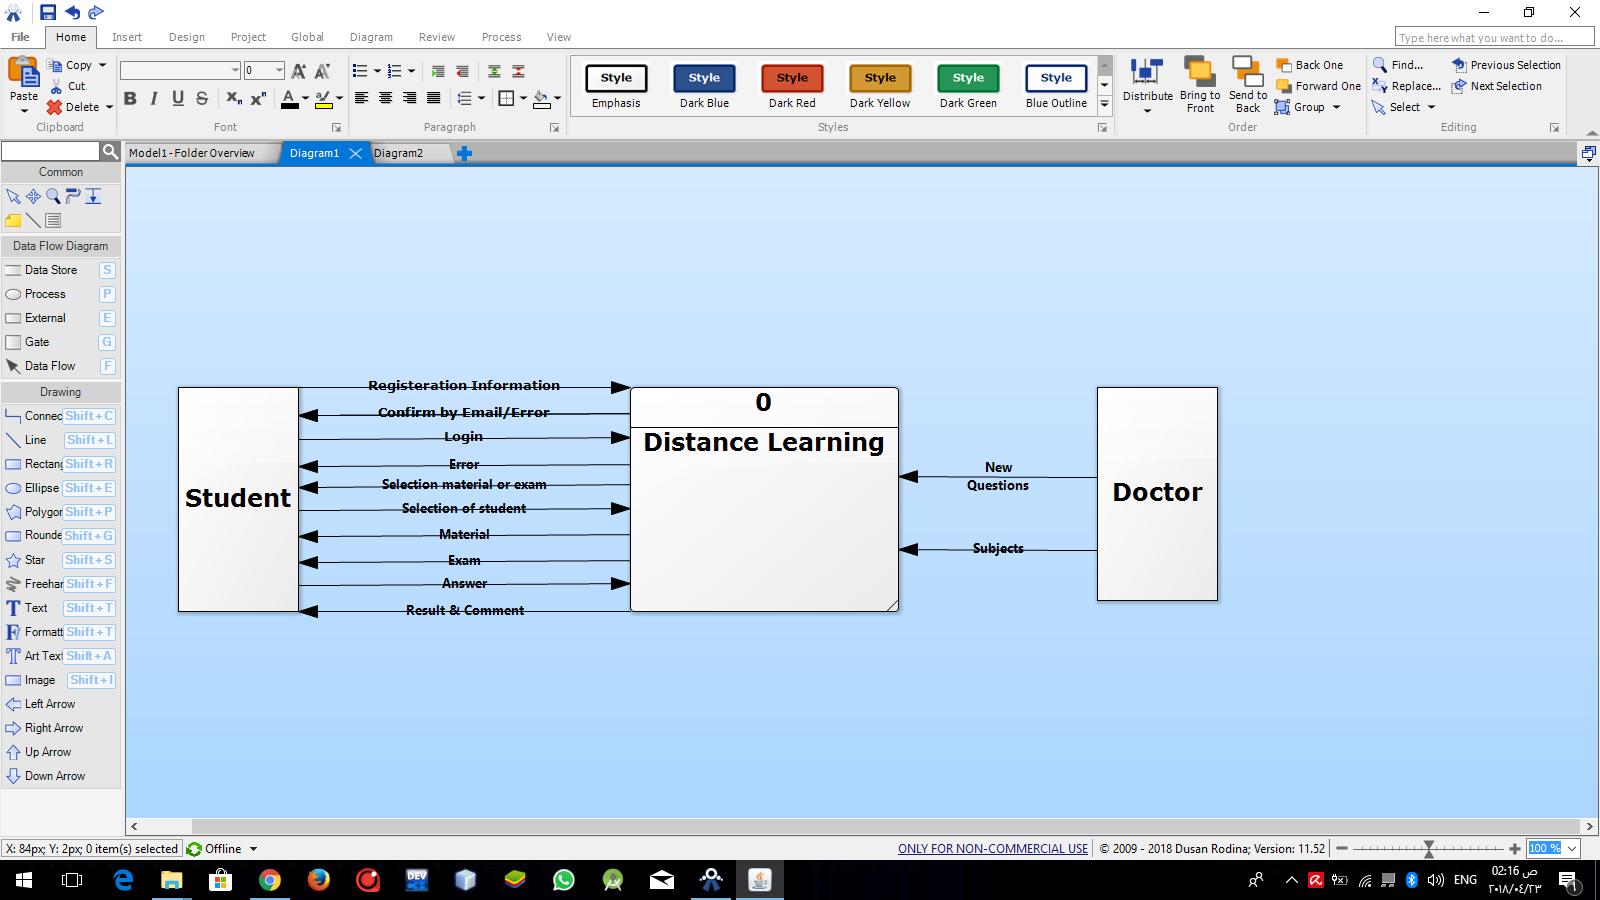 File Home Insert Design Project Global Diagram Review Process View
Type here what you want to do...
Paste
Copy
Cut
Delete
Clipboard
0
B I U S Xn Xn A
Font
Paragraph
Style Style Style Style Style Style
Emphasis Dark Blue Dark Red Dark Yellow Dark Green Blue Outline
Styles
Distribute
Bring to
Front
Send to
Back
Back One
Forward One
Group
Order
Find...
Replace...
Select
Previous Selection
Next Selection
Editing
Model1 - Folder Overview Diagram1 Diagram2
Common
Data Flow Diagram
Data Store S
Process P
External E
Gate G
Data Flow F
Drawing
Connec Shift + C
Line Shift + L
Rectang Shift + R
Ellipse Shift + E
Polygor Shift + P
Rounde Shift + G
Star Shift + S
Freehar Shift + F
Text Shift + T
Formatt Shift + T
Art Text Shift + A
Image Shift + I
Left Arrow
Right Arrow
Up Arrow
Down Arrow
Student
Registeration Information
Confirm by Email/Error
Login
Error
Selection material or exam
Selection of student
Material
Exam
Answer
Result & Comment
0
Distance Learning
New
Questions
Subjects
Doctor
X: 84px; Y: 2px; 0 item(s) selected Offline ONLY FOR NON-COMMERCIAL USE © 2009 - 2018 Dusan Rodina; Version: 11.52 100 %
DEV
ENG
02:16 ص
٢٠١٨/٠٤/٢٣
1